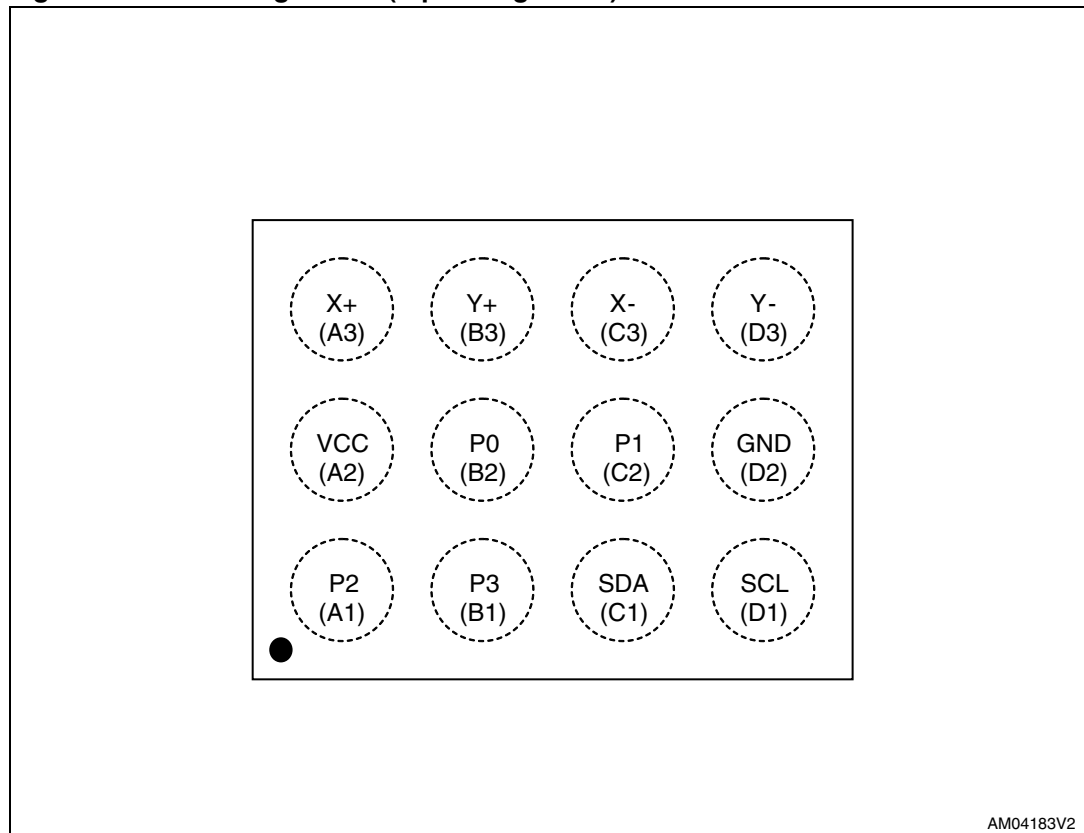 X+ Y+ X- Y-
(A3) (B3) (C3) (D3)
VCC P0 P1 GND
(A2) (B2) (C2) (D2)
P2 P3 SDA SCL
(A1) (B1) (C1) (D1)
AM04183V2